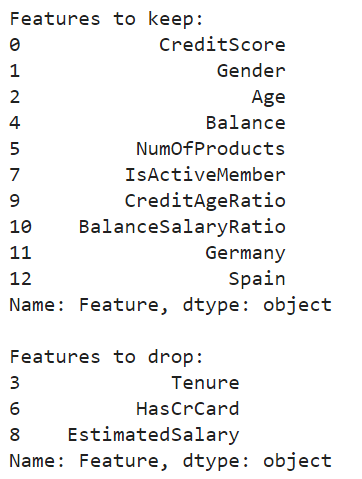 Features to keep:
0 CreditScore
1 Gender
2 Age
4 Balance
5 NumOfProducts
7 IsActiveMember
9 CreditAgeRatio
10 BalanceSalaryRatio
11 Germany
12 Spain
Name: Feature, dtype: object
Features to drop:
3 Tenure
6 HasCrCard
8 EstimatedSalary
Name: Feature, dtype: object